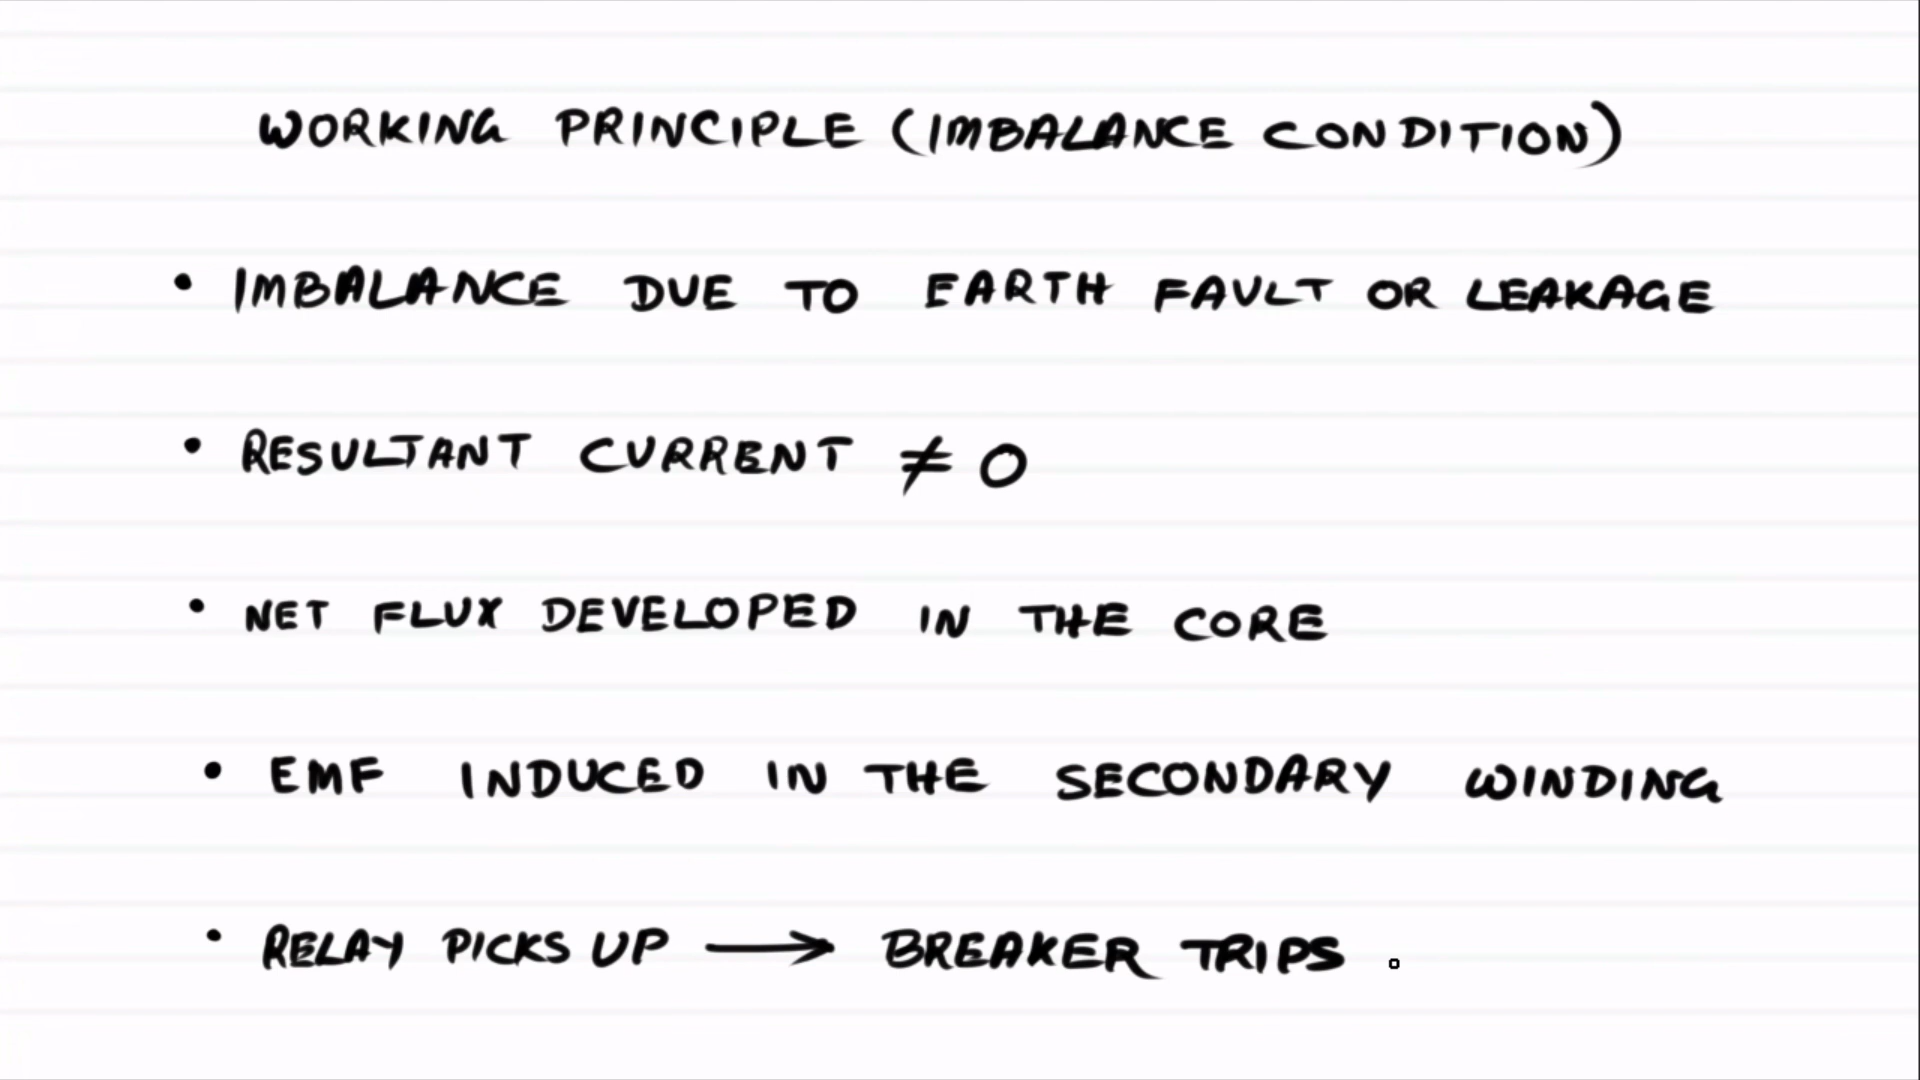 WORKING PRINCIPLE (IMBALANCE CONDITION)
• IMBALANCE DUE TO EARTH FAULT OR LEAKAGE
• RESULTANT CURRENT ≠ 0
• NET FLUX DEVELOPED IN THE CORE
• EMF INDUCED IN THE SECONDARY WINDING
• RELAY PICKS UP → BREAKER TRIPS .